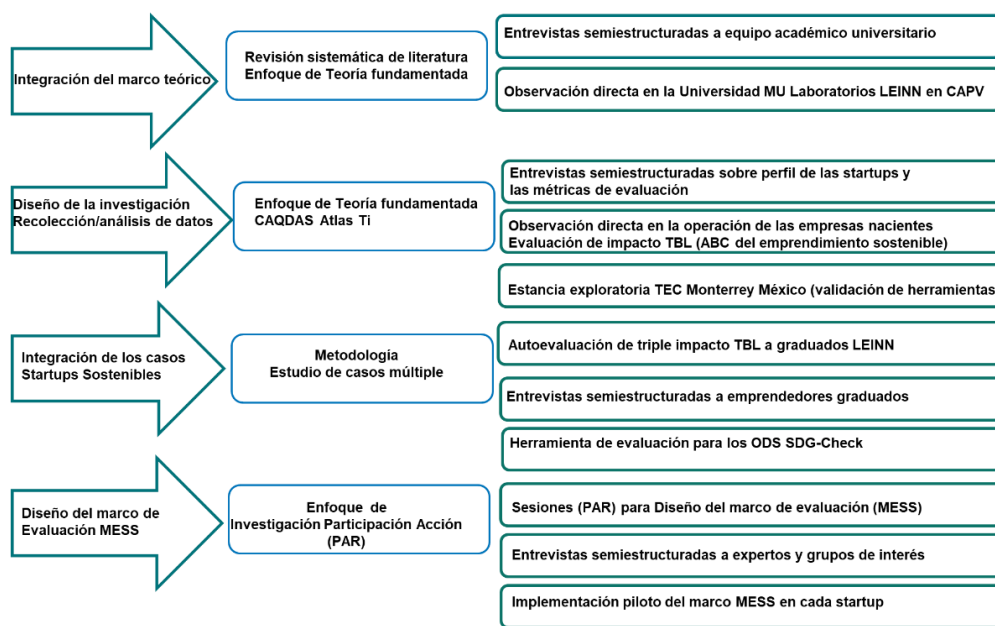 Integración del marco teórico
Revisión sistemática de literatura
Enfoque de Teoría fundamentada
Entrevistas semiestructuradas a equipo académico universitario
Observación directa en la Universidad MU Laboratorios LEINN en CAPV
Diseño de la investigación
Recolección/análisis de datos
Enfoque de Teoría fundamentada
CAQDAS Atlas Ti
Entrevistas semiestructuradas sobre perfil de las startups y
las métricas de evaluación
Observación directa en la operación de las empresas nacientes
Evaluación de impacto TBL (ABC del emprendimiento sostenible)
Estancia exploratoria TEC Monterrey México (validación de herramientas
Integración de los casos
Startups Sostenibles
Metodología
Estudio de casos múltiple
Autoevaluación de triple impacto TBL a graduados LEINN
Entrevistas semiestructuradas a emprendedores graduados
Herramienta de evaluación para los ODS SDG-Check
Diseño del marco de
Evaluación MESS
Enfoque de
Investigación Participación Acción
(PAR)
Sesiones (PAR) para Diseño del marco de evaluación (MESS)
Entrevistas semiestructuradas a expertos y grupos de interés
Implementación piloto del marco MESS en cada startup